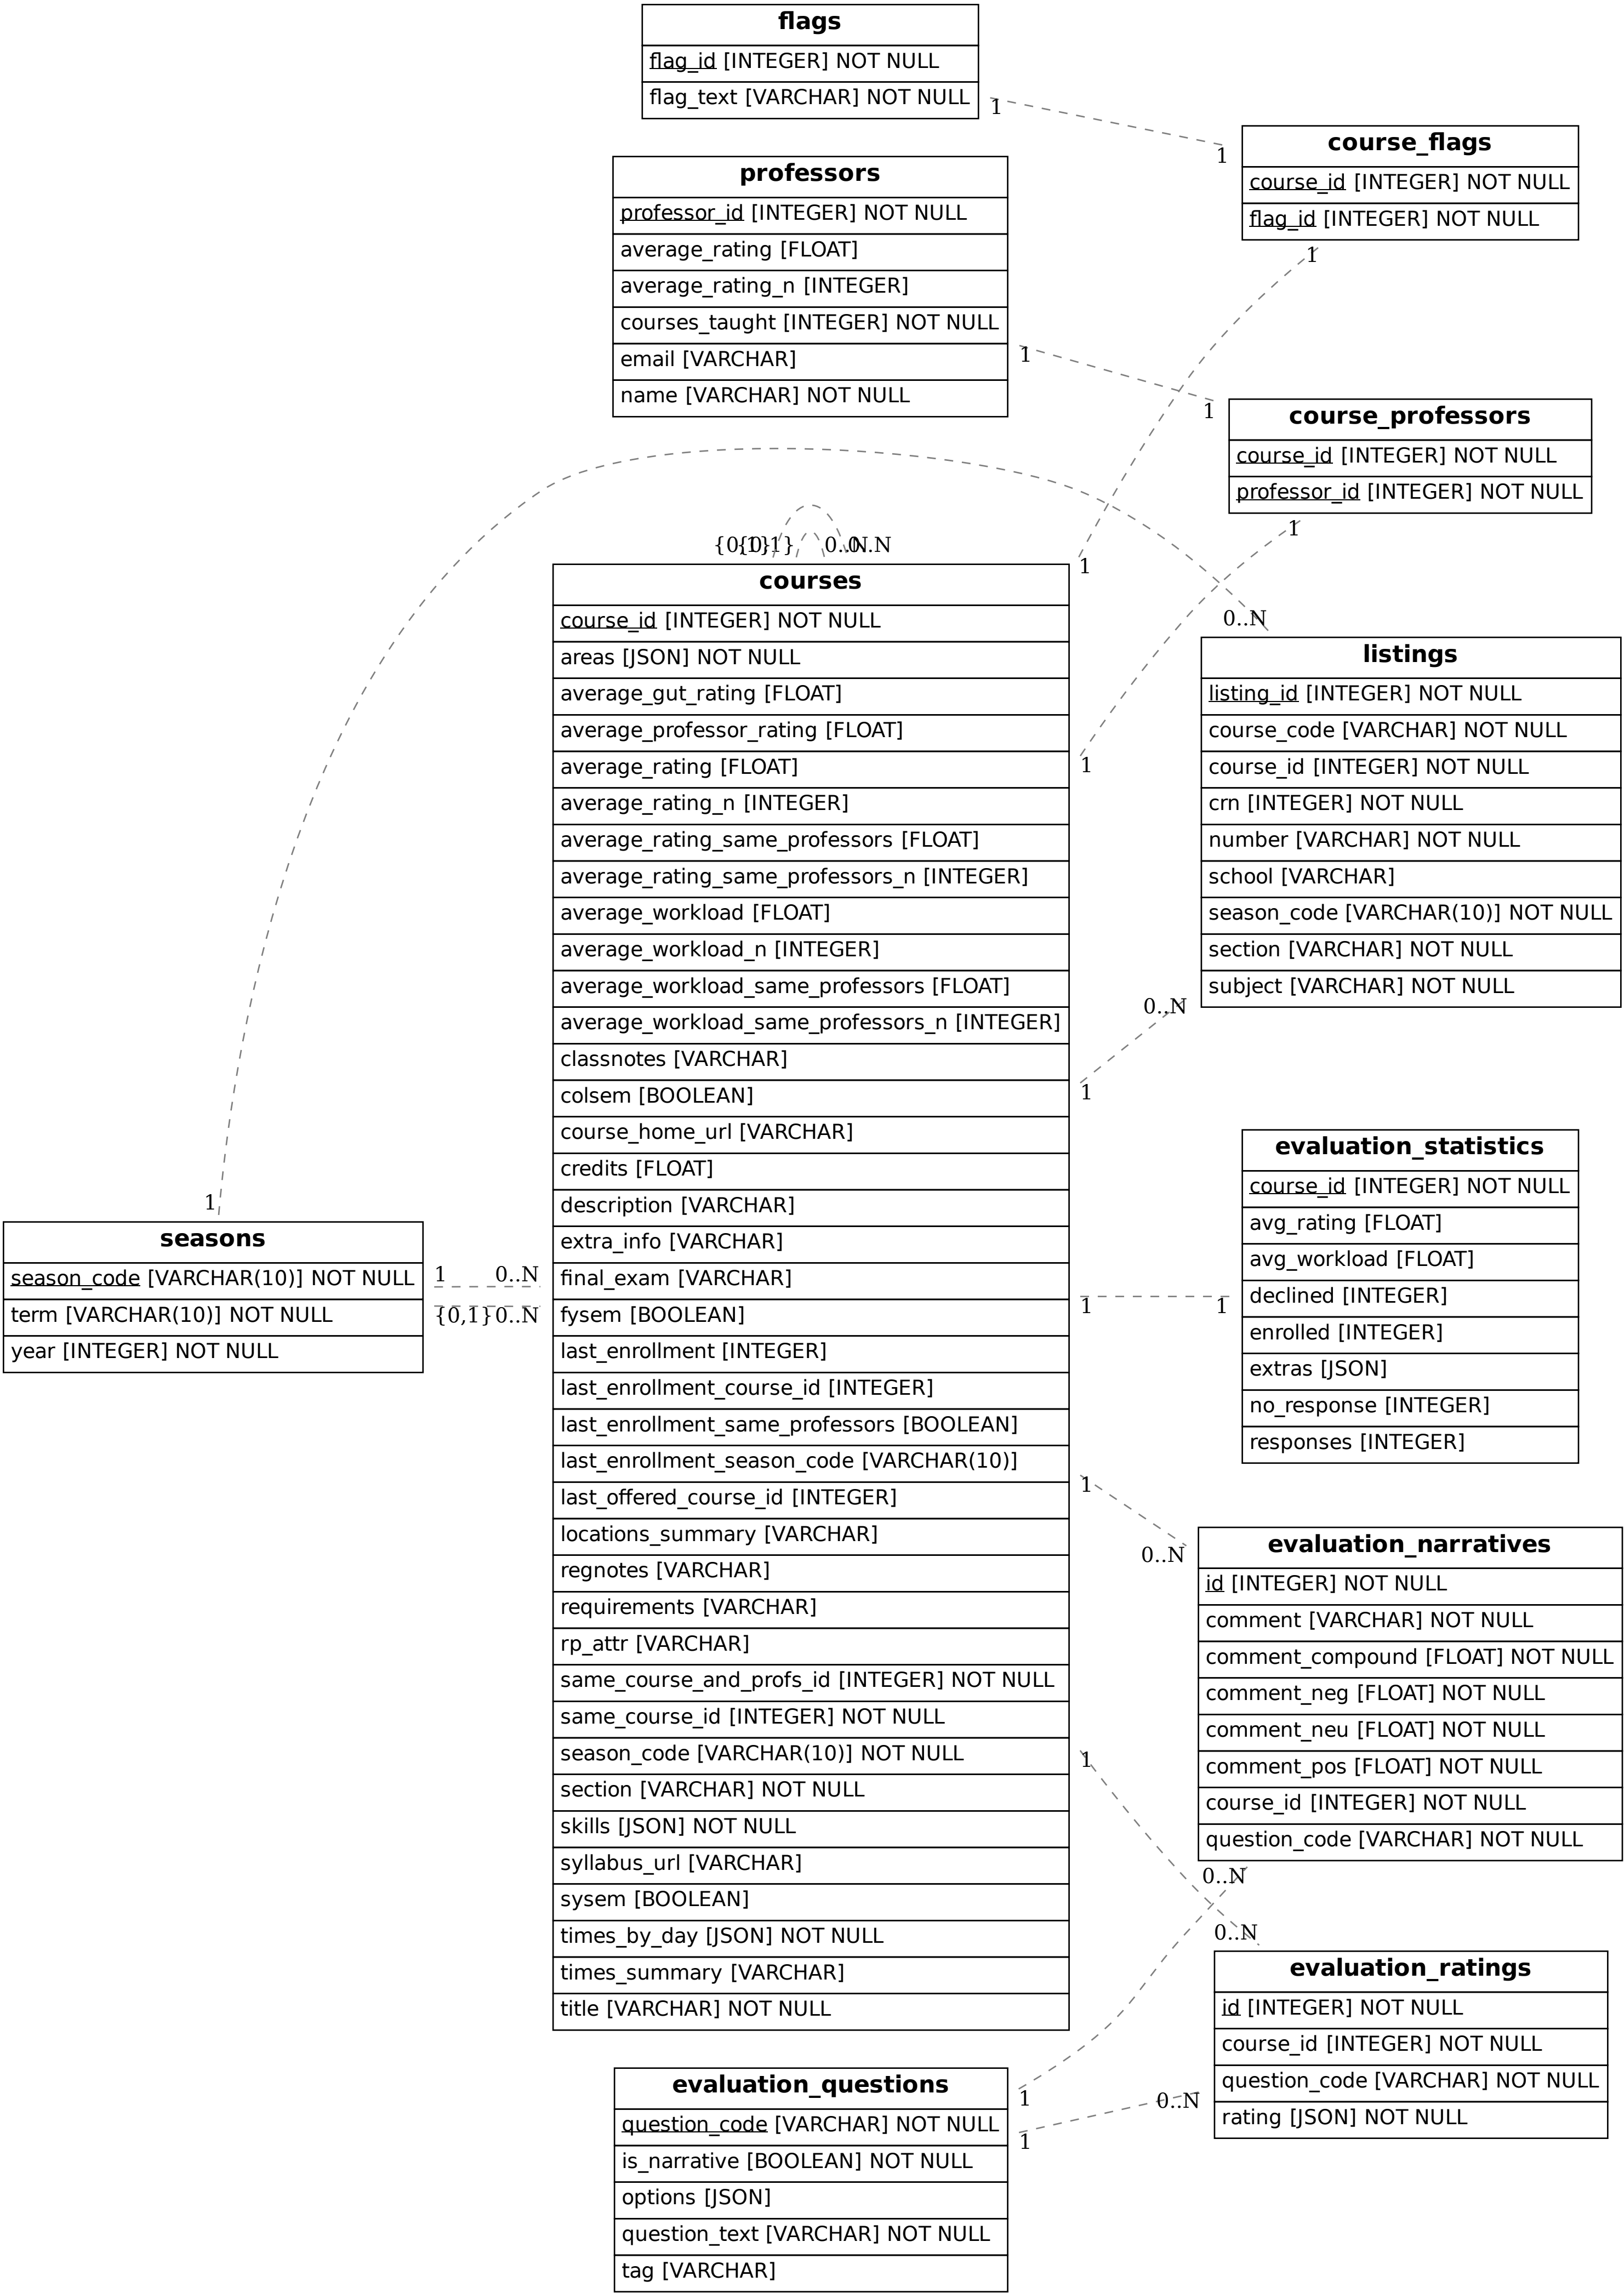 flags
flag_id [INTEGER] NOT NULL
flag_text [VARCHAR] NOT NULL
1
1
course_flags
course_id [INTEGER] NOT NULL
flag_id [INTEGER] NOT NULL
1
professors
professor_id [INTEGER] NOT NULL
average_rating [FLOAT]
average_rating_n [INTEGER]
courses_taught [INTEGER] NOT NULL
email [VARCHAR]
name [VARCHAR] NOT NULL
1
1
course_professors
course_id [INTEGER] NOT NULL
professor_id [INTEGER] NOT NULL
1
{0,1}
{0,1}
0..N
0..N
courses
course_id [INTEGER] NOT NULL
areas [JSON] NOT NULL
average_gut_rating [FLOAT]
average_professor_rating [FLOAT]
average_rating [FLOAT]
average_rating_n [INTEGER]
average_rating_same_professors [FLOAT]
average_rating_same_professors_n [INTEGER]
average_workload [FLOAT]
average_workload_n [INTEGER]
average_workload_same_professors [FLOAT]
average_workload_same_professors_n [INTEGER]
classnotes [VARCHAR]
colsem [BOOLEAN]
course_home_url [VARCHAR]
credits [FLOAT]
description [VARCHAR]
extra_info [VARCHAR]
final_exam [VARCHAR]
fysem [BOOLEAN]
last_enrollment [INTEGER]
last_enrollment_course_id [INTEGER]
last_enrollment_same_professors [BOOLEAN]
last_enrollment_season_code [VARCHAR(10)]
last_offered_course_id [INTEGER]
locations_summary [VARCHAR]
regnotes [VARCHAR]
requirements [VARCHAR]
rp_attr [VARCHAR]
same_course_and_profs_id [INTEGER] NOT NULL
same_course_id [INTEGER] NOT NULL
season_code [VARCHAR(10)] NOT NULL
section [VARCHAR] NOT NULL
skills [JSON] NOT NULL
syllabus_url [VARCHAR]
sysem [BOOLEAN]
times_by_day [JSON] NOT NULL
times_summary [VARCHAR]
title [VARCHAR] NOT NULL
1
1
1
1
1
1
0..N
listings
listing_id [INTEGER] NOT NULL
course_code [VARCHAR] NOT NULL
course_id [INTEGER] NOT NULL
crn [INTEGER] NOT NULL
number [VARCHAR] NOT NULL
school [VARCHAR]
season_code [VARCHAR(10)] NOT NULL
section [VARCHAR] NOT NULL
subject [VARCHAR] NOT NULL
0..N
1
seasons
season_code [VARCHAR(10)] NOT NULL
term [VARCHAR(10)] NOT NULL
year [INTEGER] NOT NULL
1
0..N
{0,1}
0..N
evaluation_statistics
course_id [INTEGER] NOT NULL
avg_rating [FLOAT]
avg_workload [FLOAT]
declined [INTEGER]
enrolled [INTEGER]
extras [JSON]
no_response [INTEGER]
responses [INTEGER]
1
0..N
evaluation_narratives
id [INTEGER] NOT NULL
comment [VARCHAR] NOT NULL
comment_compound [FLOAT] NOT NULL
comment_neg [FLOAT] NOT NULL
comment_neu [FLOAT] NOT NULL
comment_pos [FLOAT] NOT NULL
course_id [INTEGER] NOT NULL
question_code [VARCHAR] NOT NULL
0..N
0..N
evaluation_ratings
id [INTEGER] NOT NULL
course_id [INTEGER] NOT NULL
question_code [VARCHAR] NOT NULL
rating [JSON] NOT NULL
0..N
evaluation_questions
question_code [VARCHAR] NOT NULL
is_narrative [BOOLEAN] NOT NULL
options [JSON]
question_text [VARCHAR] NOT NULL
tag [VARCHAR]
1
1